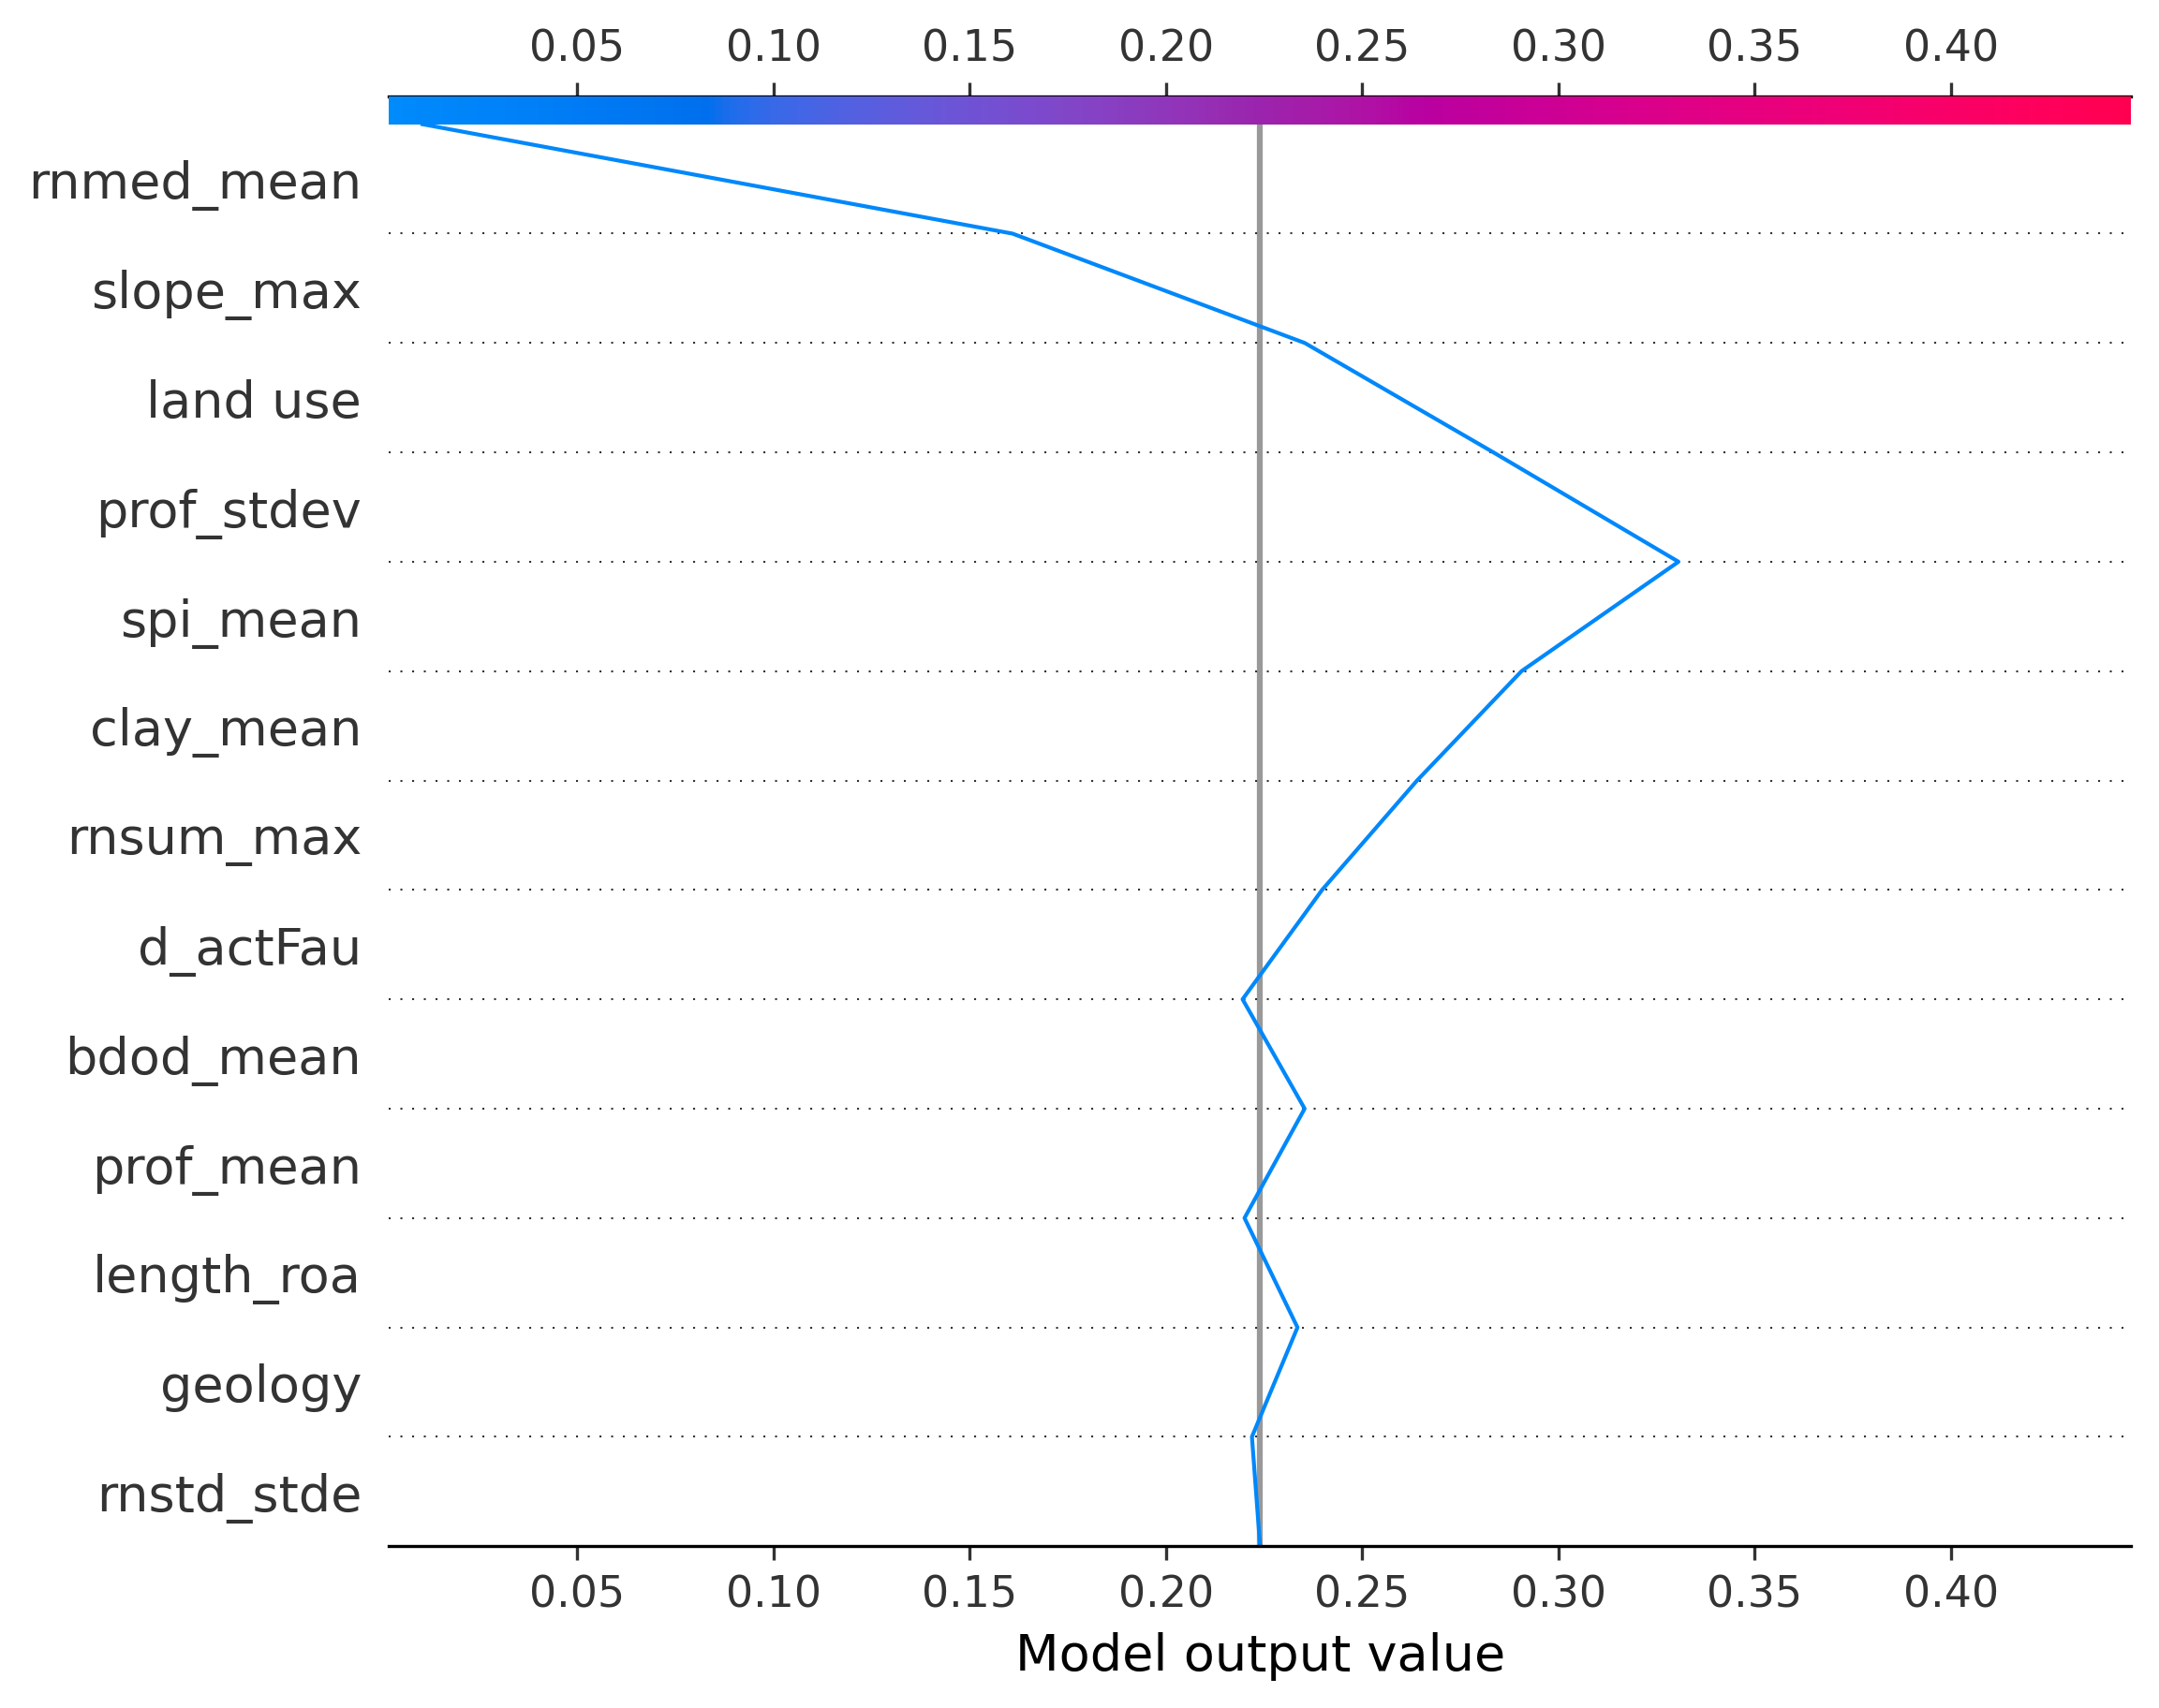 0.05 0.10 0.15 0.20 0.25 0.30 0.35 0.40
rnmed_mean
slope_max
land use
prof_stdev
spi_mean
clay_mean
rnsum_max
d_actFau
bdod_mean
prof_mean
length_roa
geology
rnstd_stde
0.05 0.10 0.15 0.20 0.25 0.30 0.35 0.40
Model output value